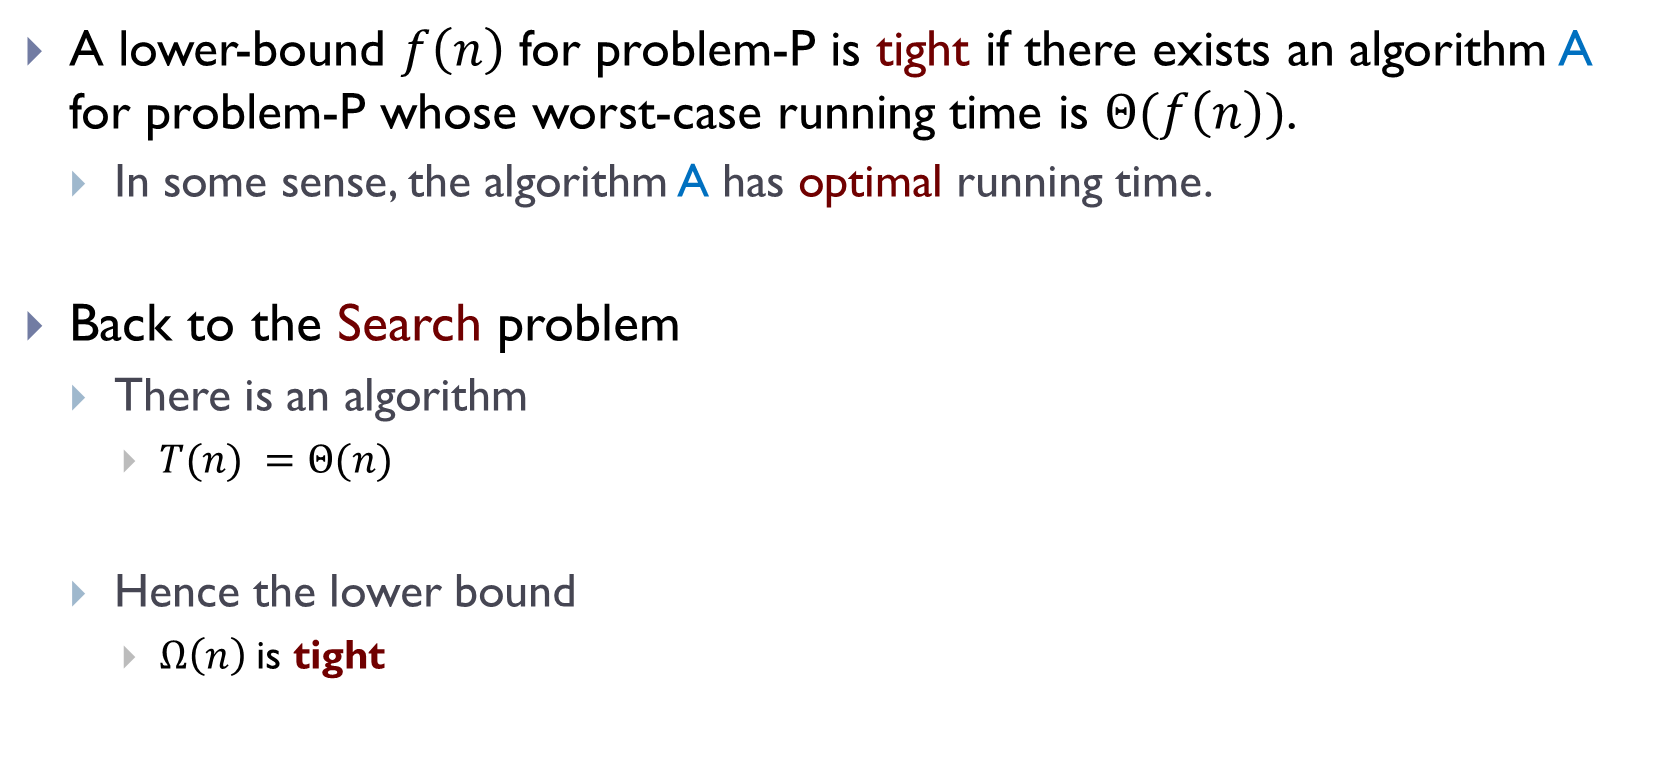 A lower-bound f(n) for problem-P is tight if there exists an algorithm A
for problem-P whose worst-case running time is Θ(f(n)).
In some sense, the algorithm A has optimal running time.
Back to the Search problem
There is an algorithm
T(n) = Θ(n)
Hence the lower bound
Ω(n) is tight